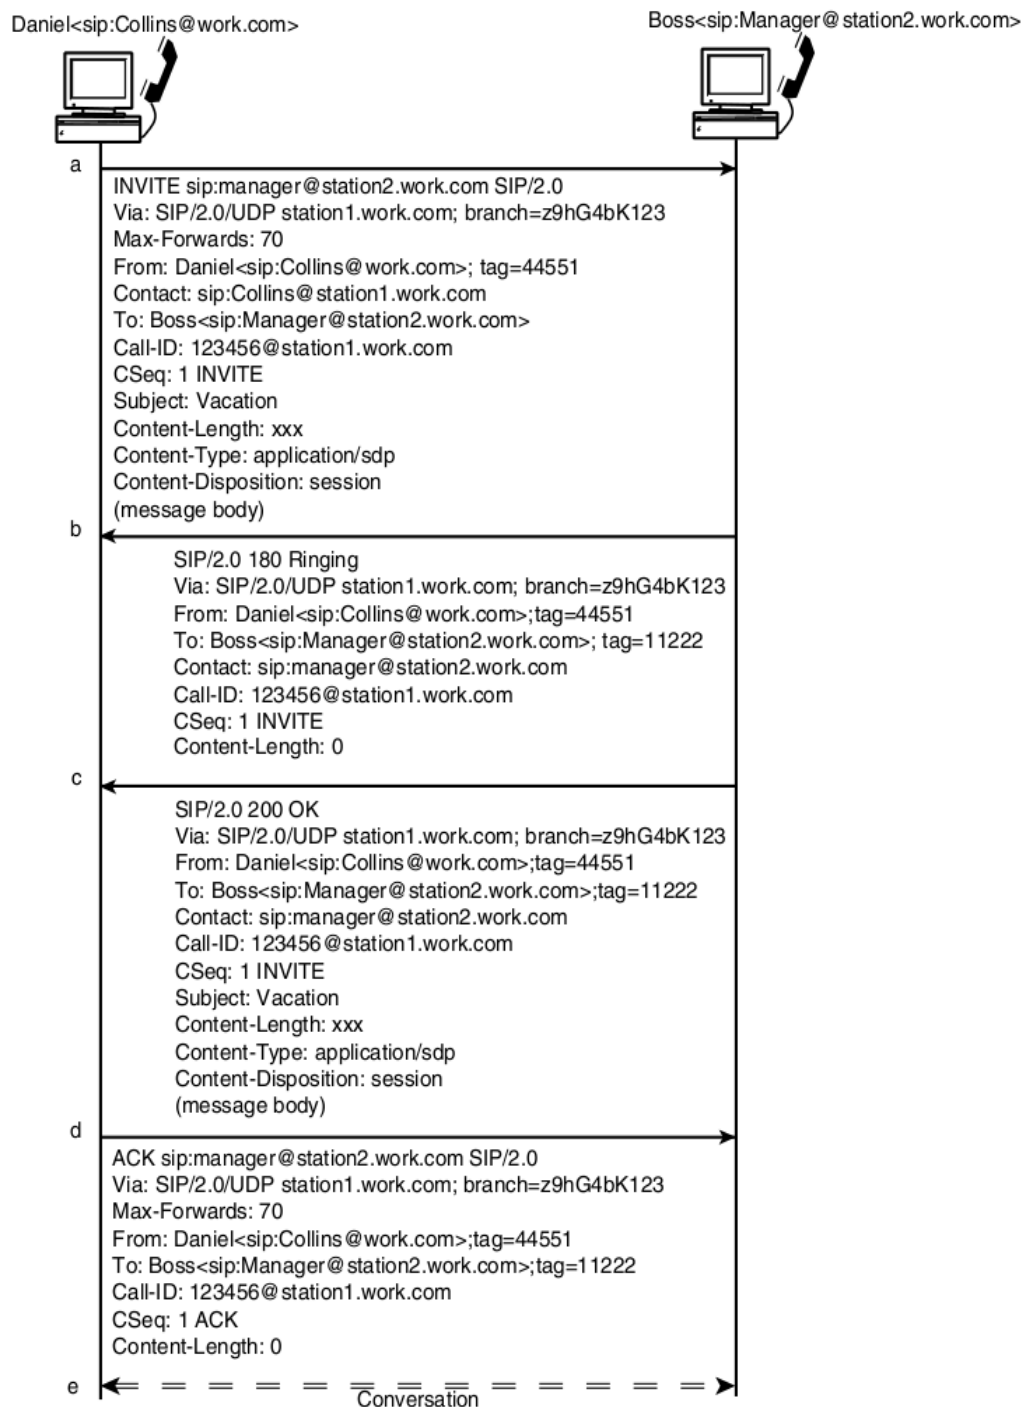 Daniel<sip:Collins@work.com>
Boss<sip:Manager@station2.work.com>
a
INVITE sip:manager@station2.work.com SIP/2.0
Via: SIP/2.0/UDP station1.work.com; branch=z9hG4bK123
Max-Forwards: 70
From: Daniel<sip:Collins@work.com>; tag=44551
Contact: sip:Collins@station1.work.com
To: Boss<sip:Manager@station2.work.com>
Call-ID: 123456@station1.work.com
CSeq: 1 INVITE
Subject: Vacation
Content-Length: xxx
Content-Type: application/sdp
Content-Disposition: session
(message body)
b
SIP/2.0 180 Ringing
Via: SIP/2.0/UDP station1.work.com; branch=z9hG4bK123
From: Daniel<sip:Collins@work.com>;tag=44551
To: Boss<sip:Manager@station2.work.com>; tag=11222
Contact: sip:manager@station2.work.com
Call-ID: 123456@station1.work.com
CSeq: 1 INVITE
Content-Length: 0
c
SIP/2.0 200 OK
Via: SIP/2.0/UDP station1.work.com; branch=z9hG4bK123
From: Daniel<sip:Collins@work.com>;tag=44551
To: Boss<sip:Manager@station2.work.com>;tag=11222
Contact: sip:manager@station2.work.com
Call-ID: 123456@station1.work.com
CSeq: 1 INVITE
Subject: Vacation
Content-Length: xxx
Content-Type: application/sdp
Content-Disposition: session
(message body)
d
ACK sip:manager@station2.work.com SIP/2.0
Via: SIP/2.0/UDP station1.work.com; branch=z9hG4bK123
Max-Forwards: 70
From: Daniel<sip:Collins@work.com>;tag=44551
To: Boss<sip:Manager@station2.work.com>;tag=11222
Call-ID: 123456@station1.work.com
CSeq: 1 ACK
Content-Length: 0
e
Conversation